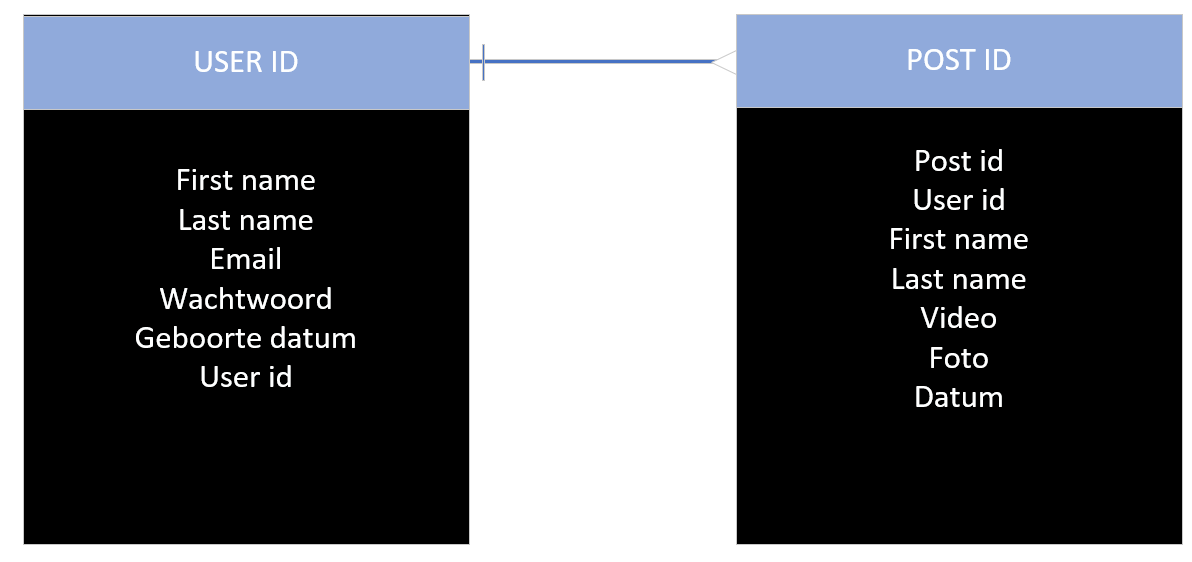 USER ID
First name
Last name
Email
Wachtwoord
Geboorte datum
User id
POST ID
Post id
User id
First name
Last name
Video
Foto
Datum